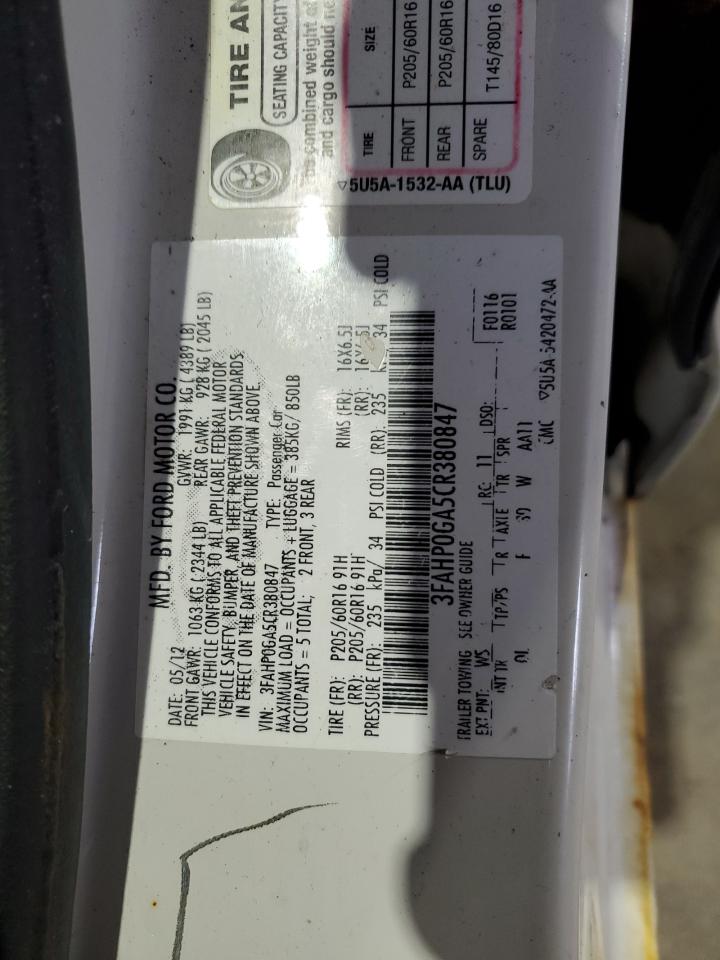 TIRE AN
SEATING CAPACITY
combined weight of
and cargo should ne
TIRE SIZE
FRONT P205/60R16
REAR P205/60R16
SPARE T145/80D16
▽5U5A-1532-AA (TLU)
MFD. BY FORD MOTOR CO.
DATE: 05/12 GVWR: 1991 KG ( 4389 LB)
FRONT GAWR: 1063 KG ( 2344 LB) REAR GAWR: 928 KG ( 2045 LB)
THIS VEHICLE CONFORMS TO ALL APPLICABLE FEDERAL MOTOR
VEHICLE SAFETY, BUMPER, AND THEFT PREVENTION STANDARDS
IN EFFECT ON THE DATE OF MANUFACTURE SHOWN ABOVE.
VIN: 3FAHP0GA5CR380847 TYPE: Passenger Car
MAXIMUM LOAD = OCCUPANTS + LUGGAGE = 385KG/ 850LB
OCCUPANTS = 5 TOTAL; 2 FRONT, 3 REAR
TIRE (FR): P205/60R16 91H RIMS (FR): 16X6.5J
(RR): P205/60R16 91H (RR): 16X6.5J
PRESSURE (FR): 235 kPa/ 34 PSI COLD (RR): 235 34 PSI COLD
3FAHP0GA5CR380847
TRAILER TOWING SEE OWNER GUIDE
EXT PNT: WS RC: 11 DSO: F0116
R0101
INT TR TP/PS R AXLE TR SPR
F W AA11
▽5U5A 5420472-AA